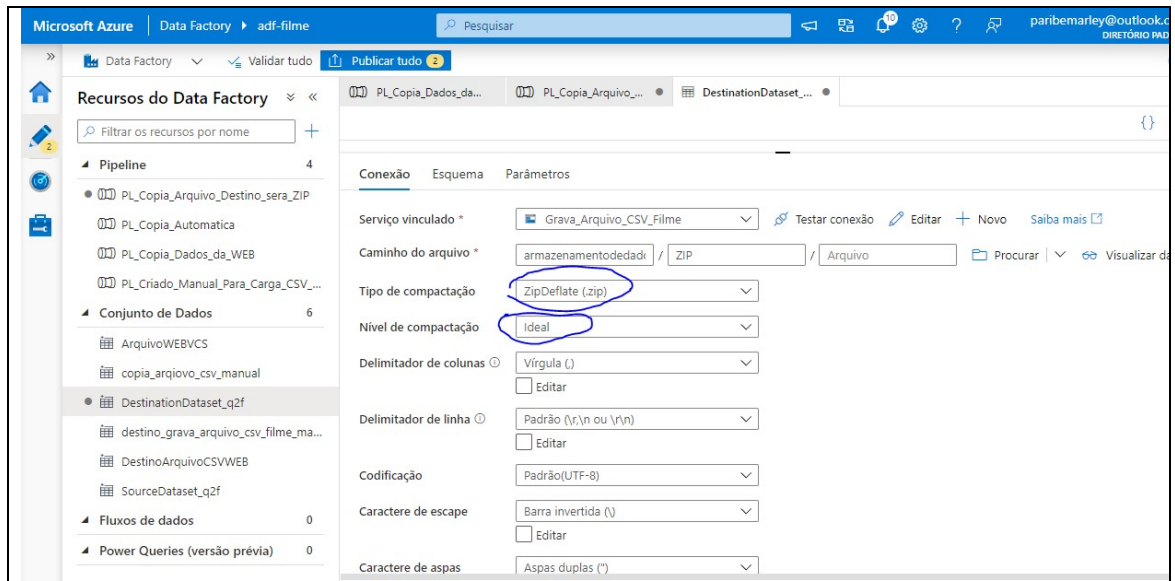 Microsoft Azure Data Factory adf-filme Pesquisar 10 paribemarley@outlook.c
DIRETÓRIO PAD
Data Factory Validar tudo Publicar tudo 2
Recursos do Data Factory
Filtrar os recursos por nome
2
Pipeline 4
PL_Copia_Arquivo_Destino_sera_ZIP
PL_Copia_Automatica
PL_Copia_Dados_da_WEB
PL_Criado_Manual_Para_Carga_CSV_...
Conjunto de Dados 6
ArquivoWEBVCS
copia_arqiovo_csv_manual
DestinationDataset_q2f
destino_grava_arquivo_csv_filme_ma...
DestinoArquivoCSVWEB
SourceDataset_q2f
Fluxos de dados 0
Power Queries (versão prévia) 0
PL_Copia_Dados_da... PL_Copia_Arquivo_... DestinationDataset_...
{}
Conexão Esquema Parâmetros
Serviço vinculado * Grava_Arquivo_CSV_Filme Testar conexão Editar Novo Saiba mais
Caminho do arquivo * armazenamentodedad / ZIP / Arquivo Procurar Visualizar da
Tipo de compactação ZipDeflate (.zip)
Nível de compactação Ideal
Delimitador de colunas Vírgula (,)
Editar
Delimitador de linha Padrão (\r,\n ou \r\n)
Editar
Codificação Padrão(UTF-8)
Caractere de escape Barra invertida (\)
Editar
Caractere de aspas Aspas duplas (")